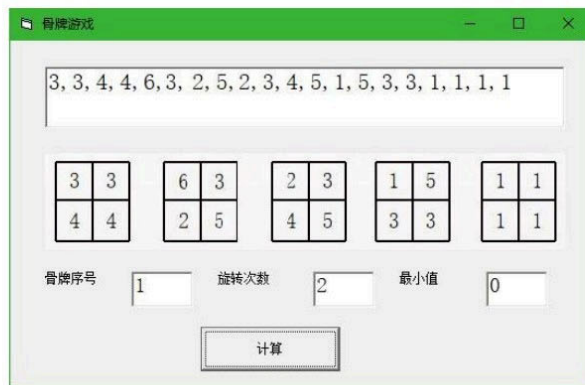 骨牌游戏
3, 3, 4, 4, 6, 3, 2, 5, 2, 3, 4, 5, 1, 5, 3, 3, 1, 1, 1, 1
3 3 6 3 2 3 1 5 1 1
4 4 2 5 4 5 3 3 1 1
骨牌序号 1 旋转次数 2 最小值 0
计算